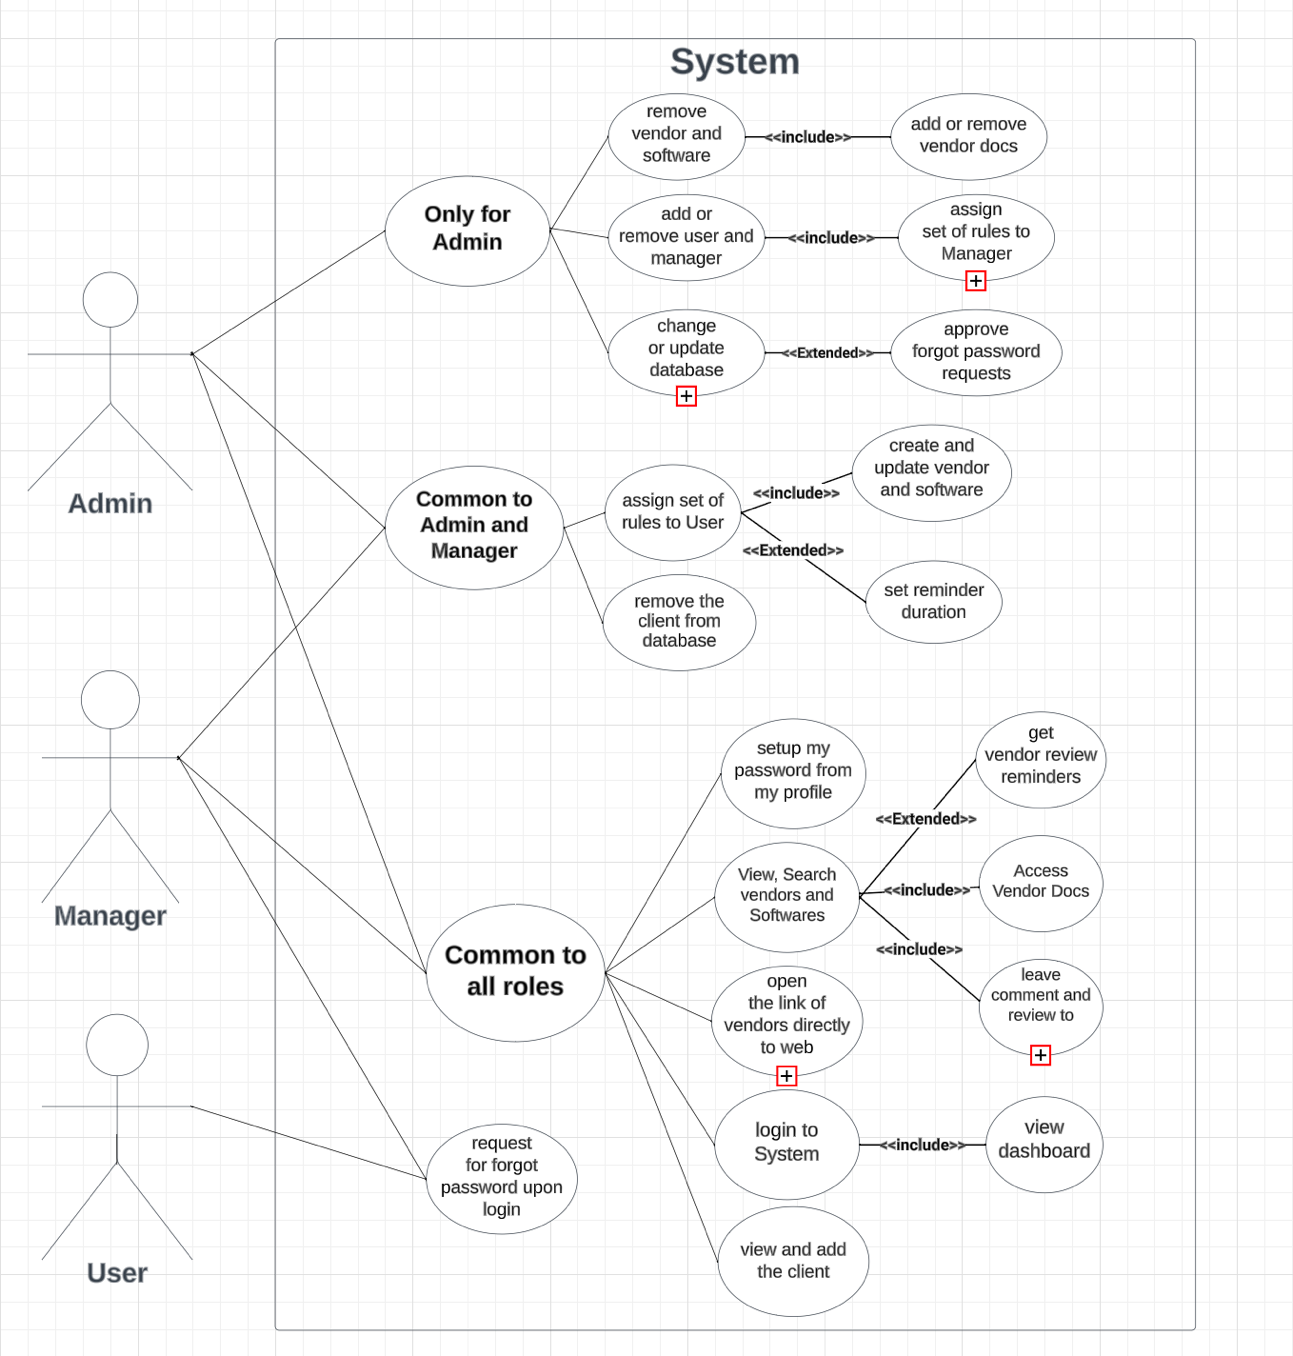 System
remove
vendor and
software
<<include>>
add or remove
vendor docs
Only for
Admin
add or
remove user and
manager
<<include>>
assign
set of rules to
Manager
change
or update
database
<<Extended>>
approve
forgot password
requests
Admin
Common to
Admin and
Manager
assign set of
rules to User
<<include>>
create and
update vendor
and software
<<Extended>>
set reminder
duration
remove the
client from
database
Manager
setup my
password from
my profile
get
vendor review
reminders
<<Extended>>
View, Search
vendors and
Softwares
<<include>>
Access
Vendor Docs
<<include>>
leave
comment and
review to
Common to
all roles
open
the link of
vendors directly
to web
login to
System
<<include>>
view
dashboard
request
for forgot
password upon
login
view and add
the client
User